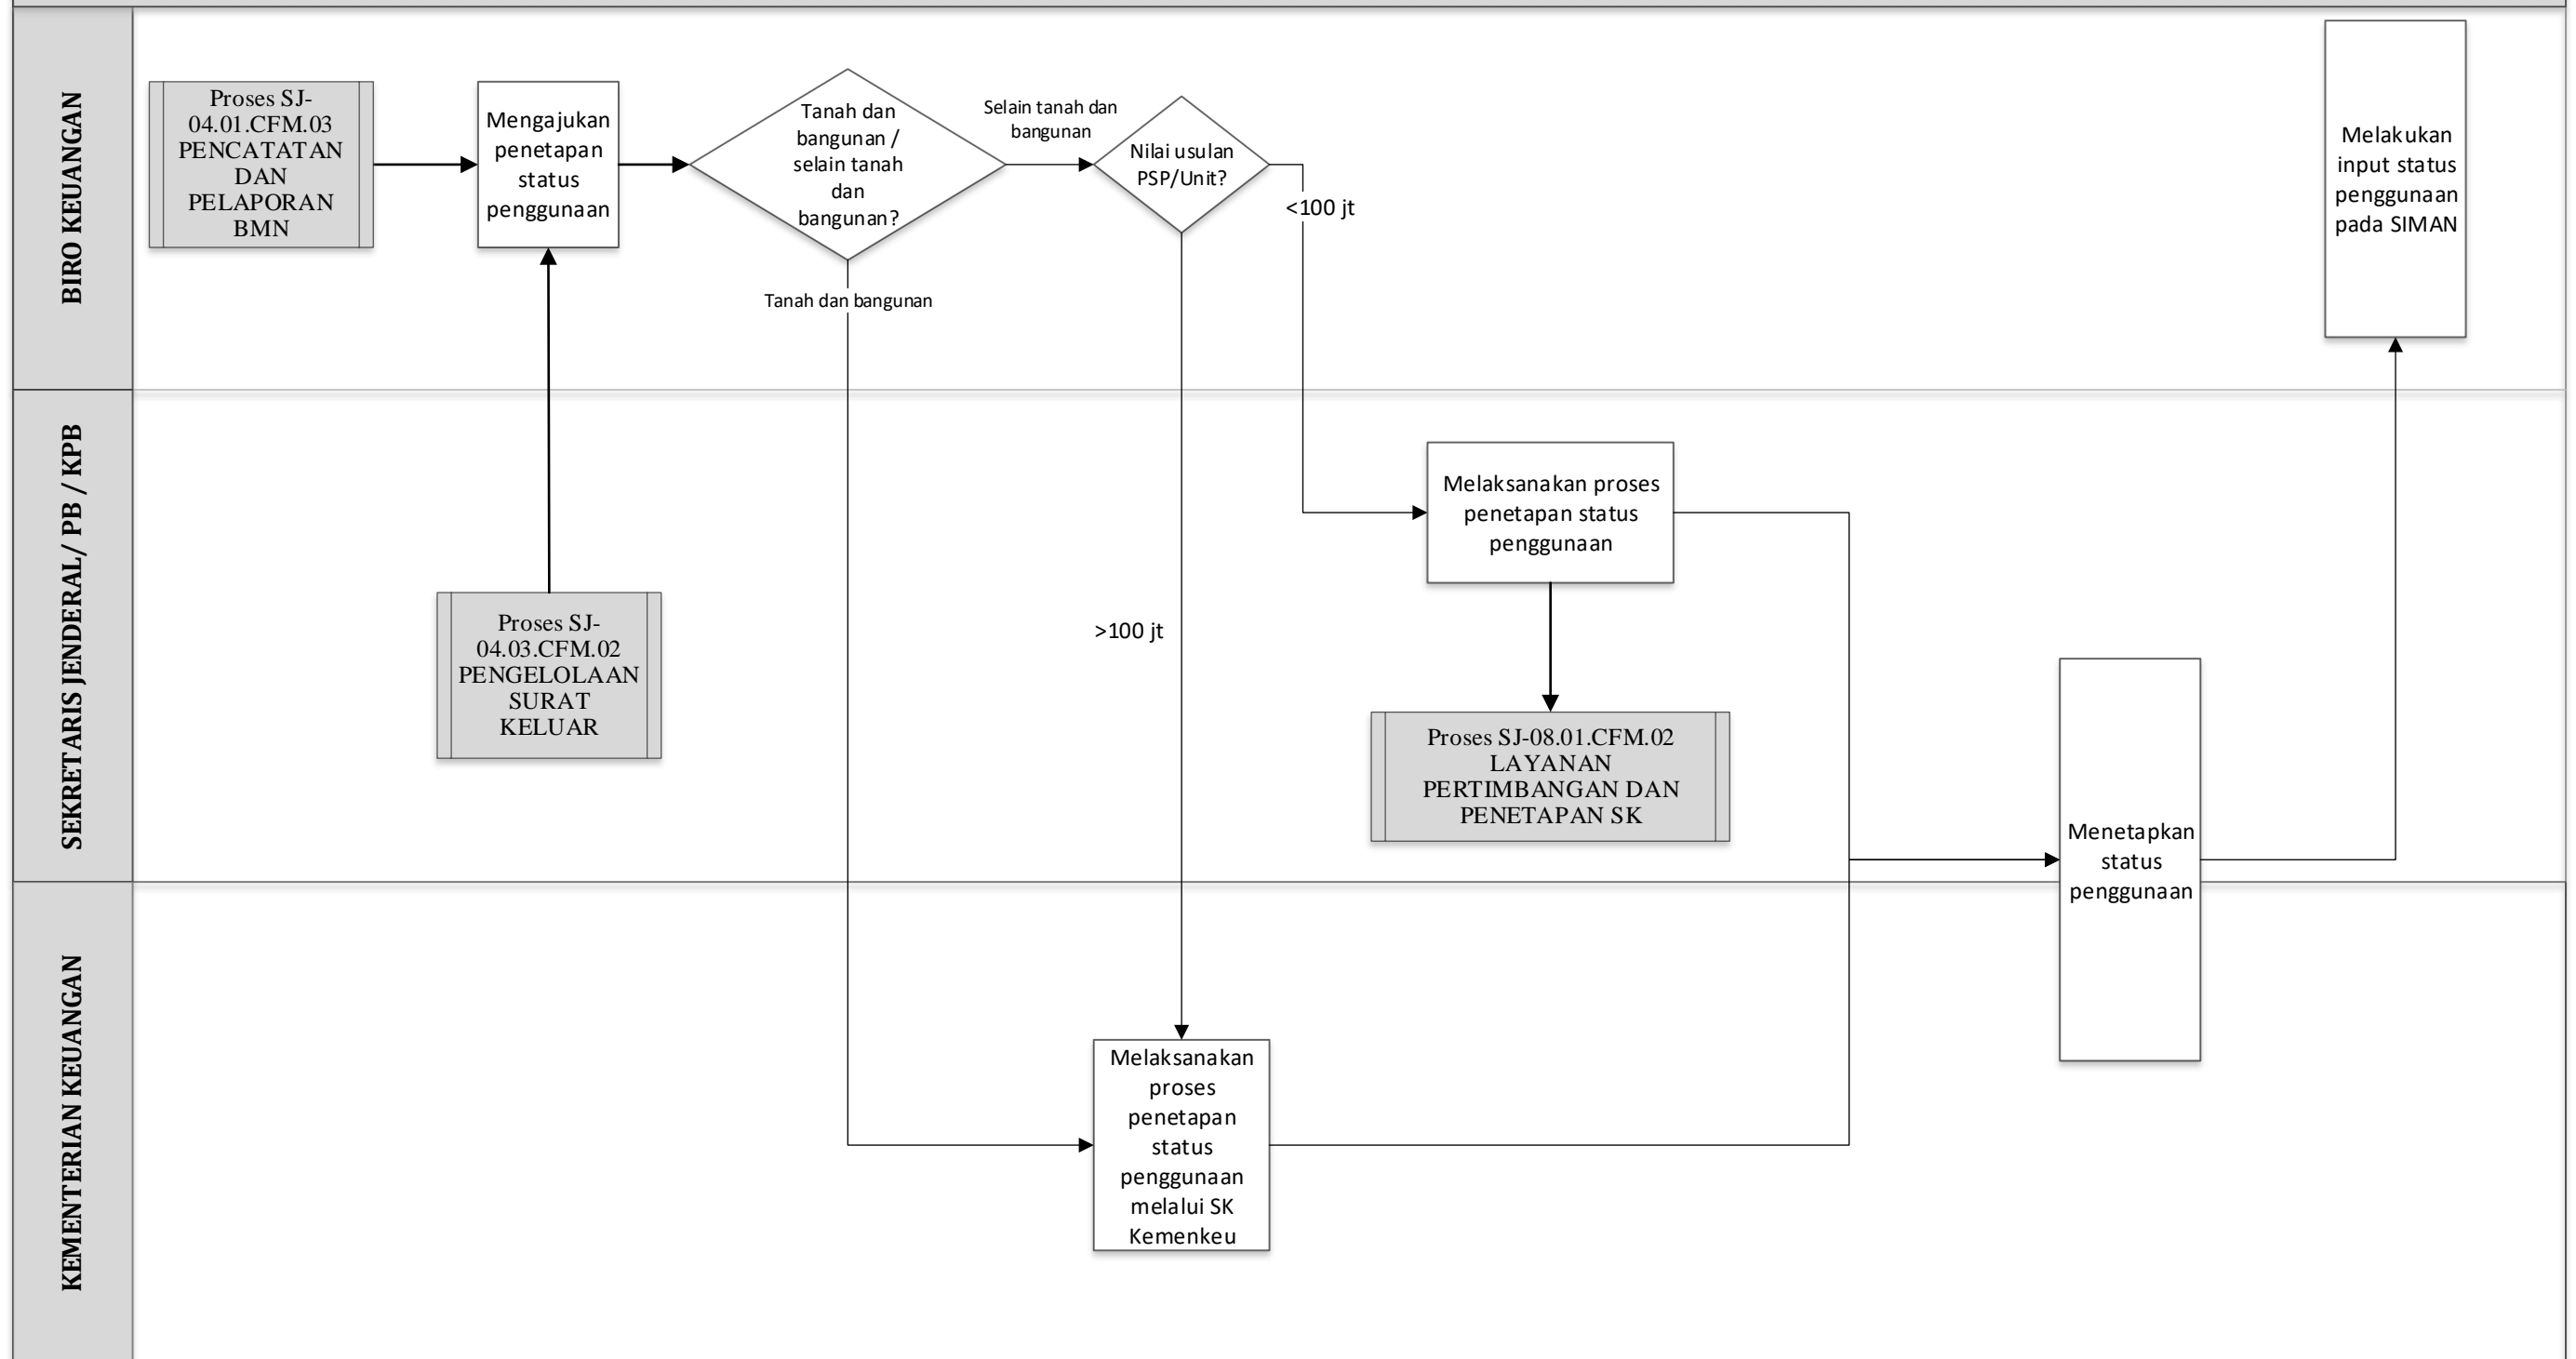 BIRO KEUANGAN
Proses SJ-
04.01.CFM.03
PENCATATAN
DAN
PELAPORAN
BMN
Mengajukan
penetapan
status
penggunaan
Tanah dan
bangunan /
selain tanah
dan
bangunan?
Selain tanah dan
bangunan
Nilai usulan
PSP/Unit?
<100 jt
Tanah dan bangunan
Melakukan
input status
penggunaan
pada SIMAN
SEKRETARIS JENDERAL/ PB / KPB
Proses SJ-
04.03.CFM.02
PENGELOLAAN
SURAT
KELUAR
>100 jt
Melaksanakan proses
penetapan status
penggunaan
Proses SJ-08.01.CFM.02
LAYANAN
PERTIMBANGAN DAN
PENETAPAN SK
Menetapkan
status
penggunaan
KEMENTERIAN KEUANGAN
Melaksanakan
proses
penetapan
status
penggunaan
melalui SK
Kemenkeu